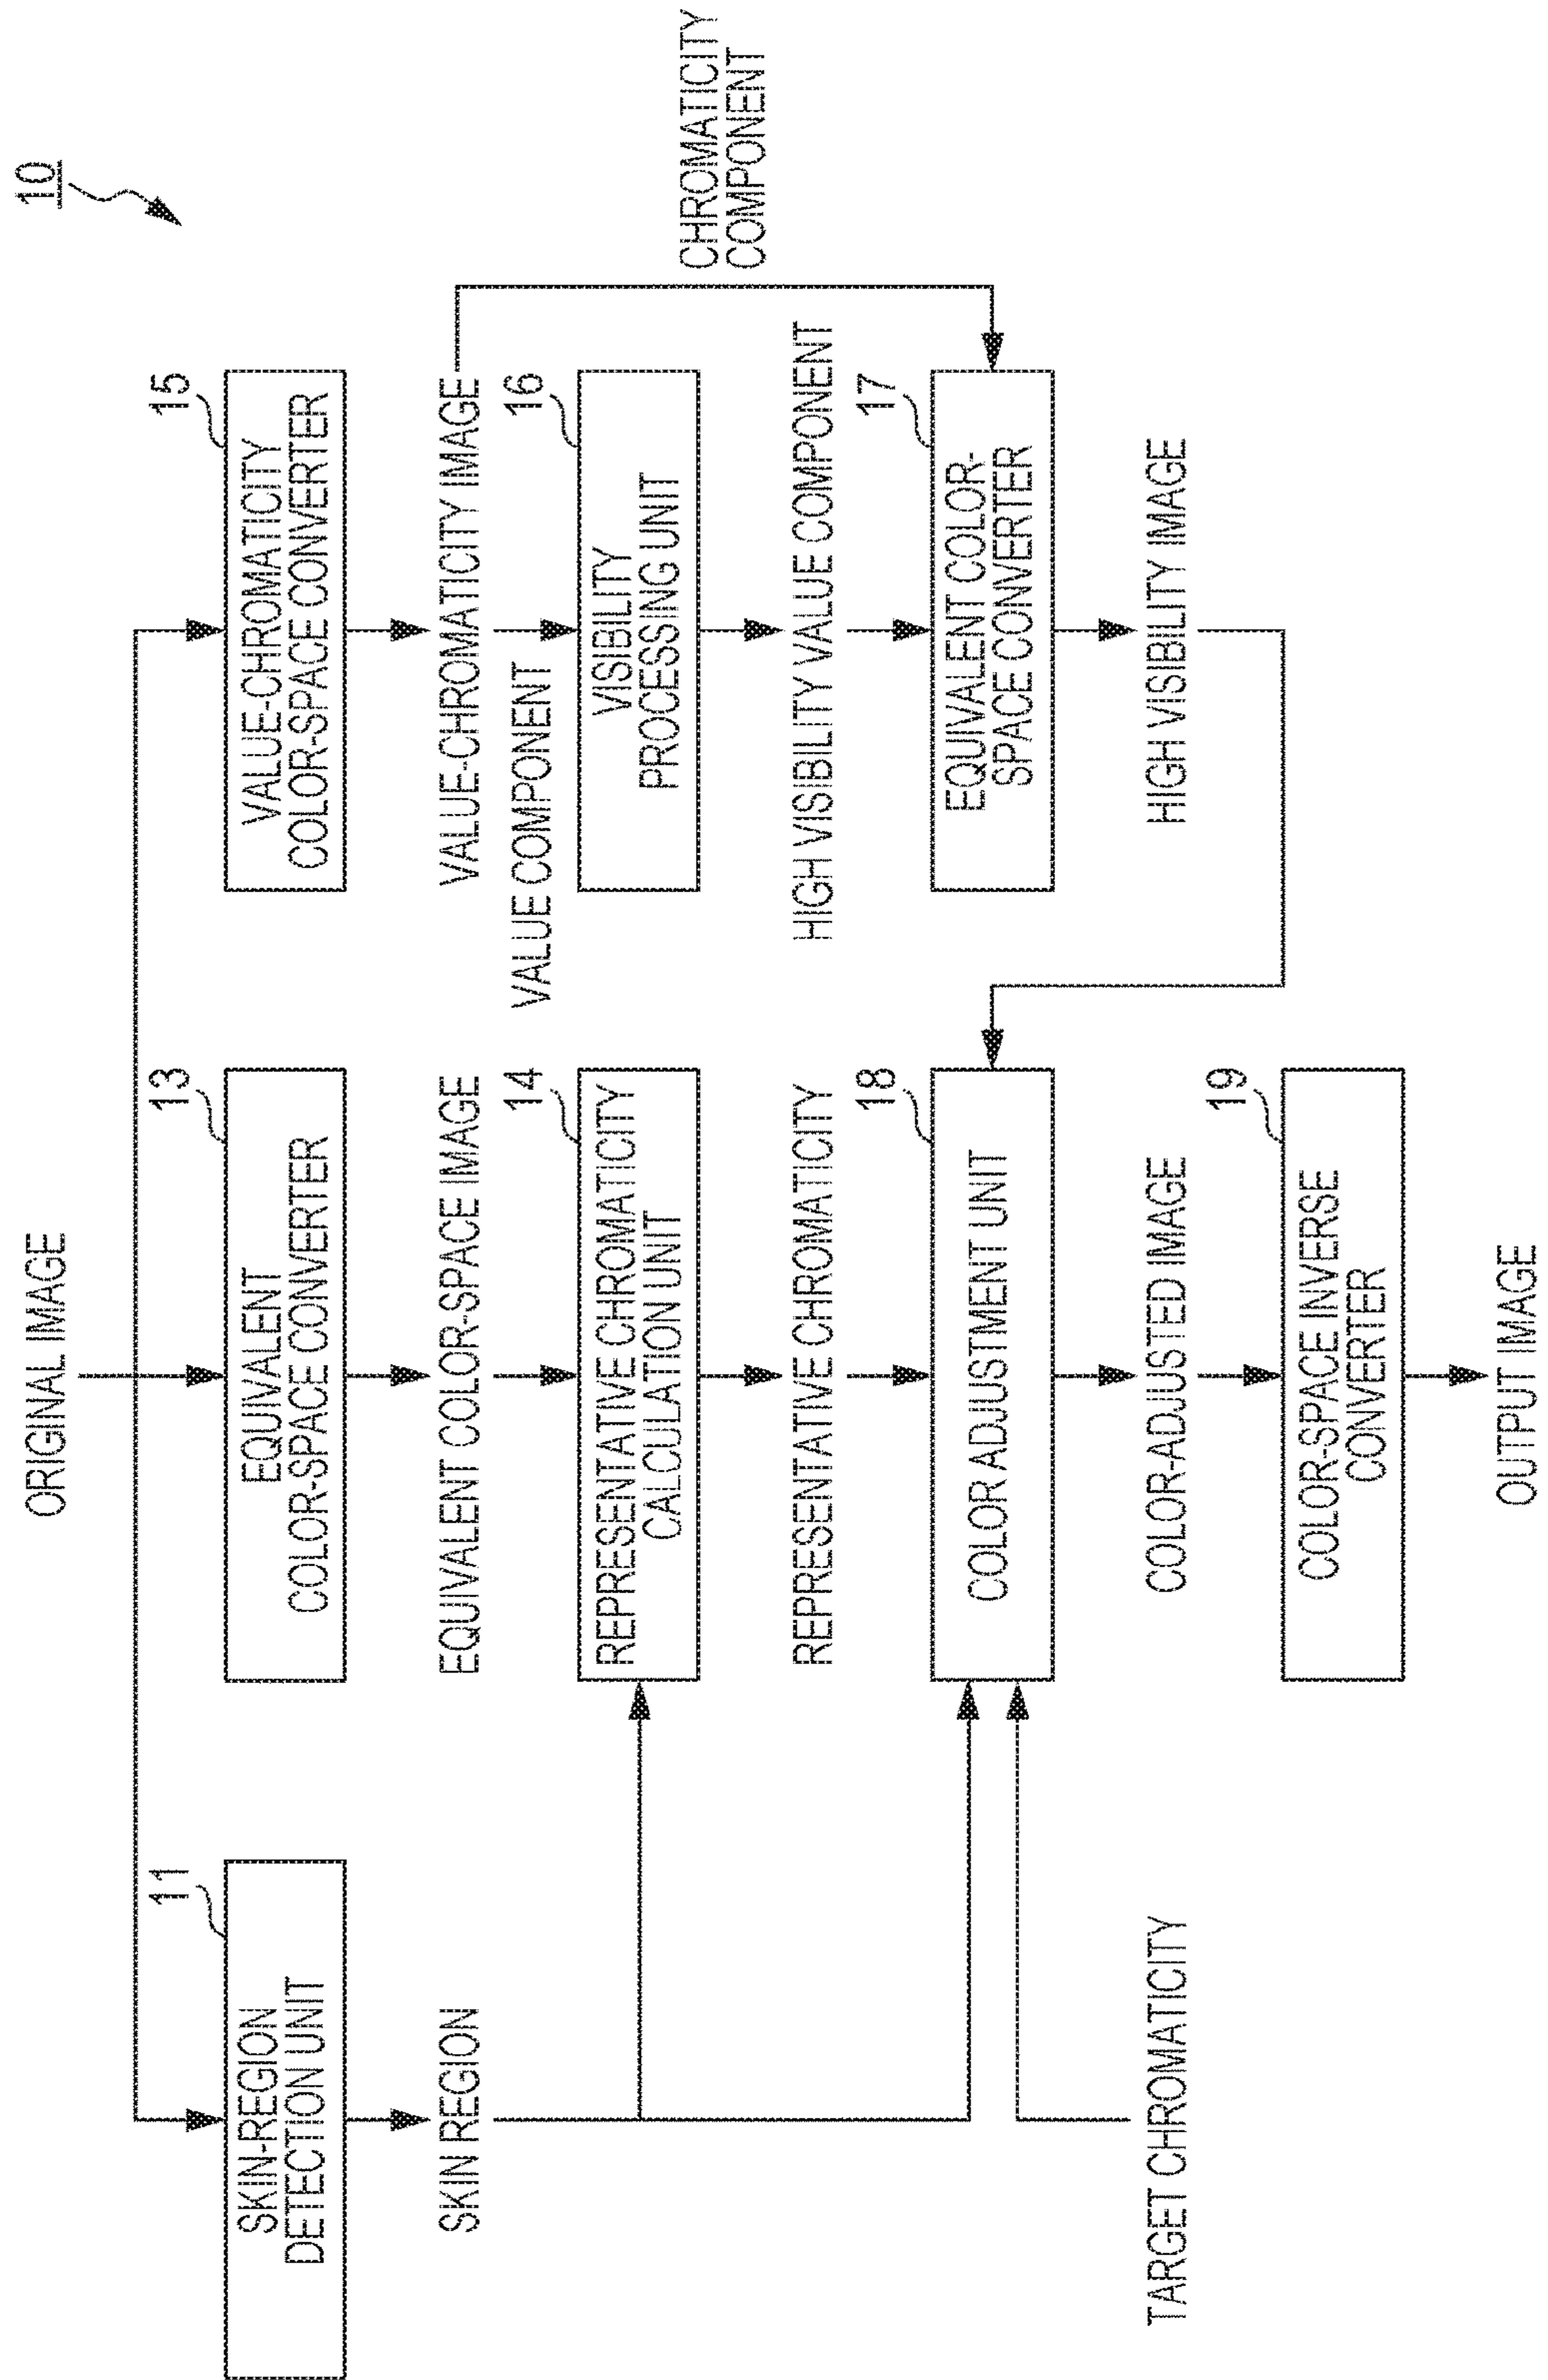 10
ORIGINAL IMAGE
11
SKIN-REGION
DETECTION UNIT
SKIN REGION
13
EQUIVALENT
COLOR-SPACE CONVERTER
EQUIVALENT COLOR-SPACE IMAGE
14
REPRESENTATIVE CHROMATICITY
CALCULATION UNIT
REPRESENTATIVE CHROMATICITY
15
VALUE-CHROMATICITY
COLOR-SPACE CONVERTER
VALUE-CHROMATICITY IMAGE
VALUE COMPONENT
CHROMATICITY
COMPONENT
16
VISIBILITY
PROCESSING UNIT
HIGH VISIBILITY VALUE COMPONENT
17
EQUIVALENT COLOR-
SPACE CONVERTER
HIGH VISIBILITY IMAGE
TARGET CHROMATICITY
18
COLOR ADJUSTMENT UNIT
COLOR-ADJUSTED IMAGE
19
COLOR-SPACE INVERSE
CONVERTER
OUTPUT IMAGE